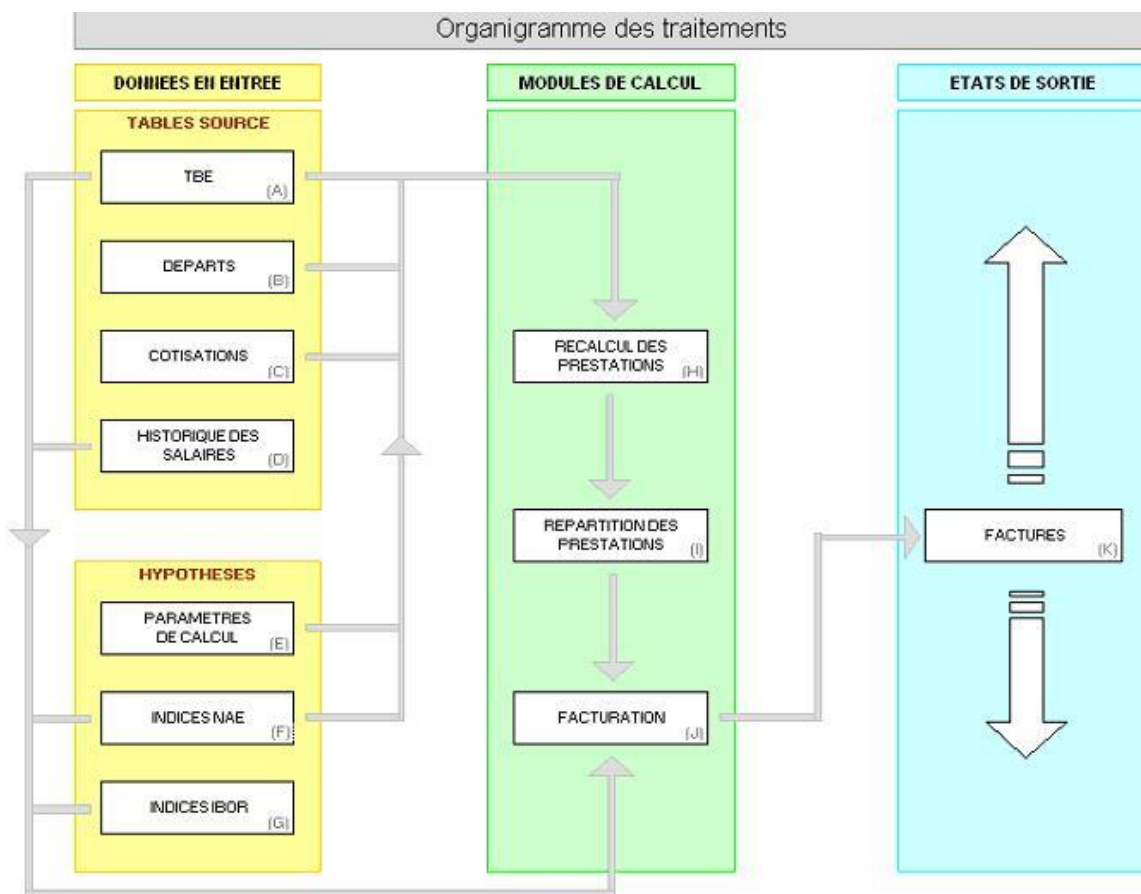 Organigramme des traitements
DONNEES EN ENTREE
MODULES DE CALCUL
ETATS DE SORTIE
TABLES SOURCE
TBE
(A)
DEPARTS
(B)
COTISATIONS
(C)
HISTORIQUE DES
SALAIRES
(D)
HYPOTHESES
PARAMETRES
DE CALCUL
(E)
INDICES NAE
(F)
INDICES IBOR
(G)
RECALCUL DES
PRESTATIONS
(H)
REPARTITION DES
PRESTATIONS
(I)
FACTURATION
(J)
FACTURES
(K)